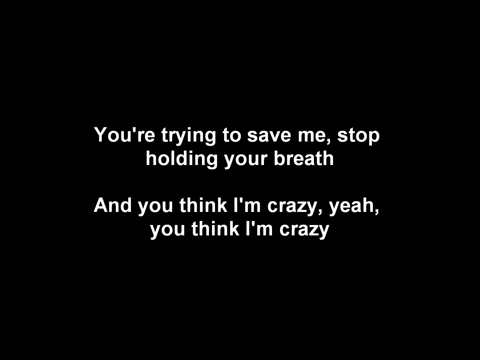 You're trying to save me, stop
holding your breath
And you think I'm crazy, yeah,
you think I'm crazy